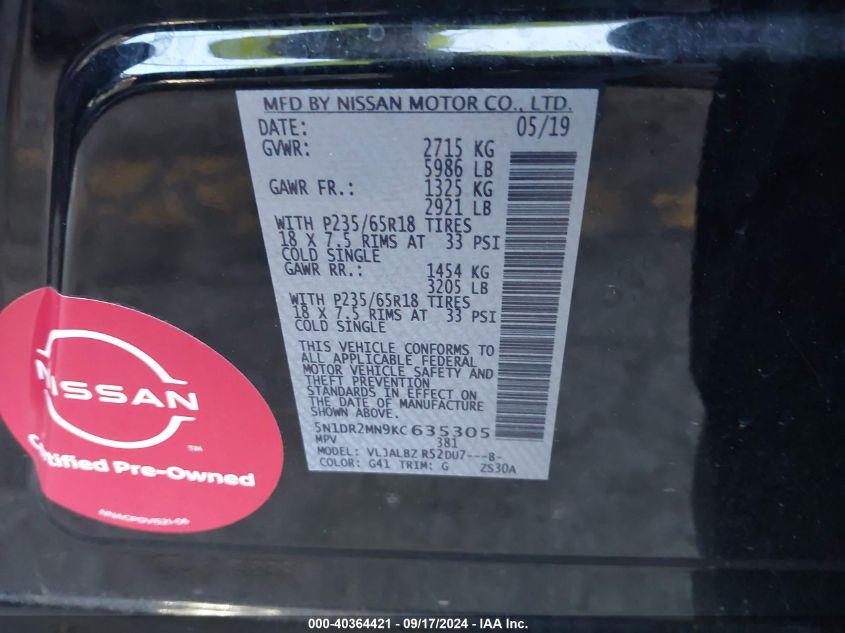 MFD BY NISSAN MOTOR CO., LTD.
DATE: 05/19
GVWR: 2715 KG
5986 LB
GAWR FR.: 1325 KG
2921 LB
WITH P235/65R18 TIRES
18 X 7.5 RIMS AT 33 PSI
COLD SINGLE
GAWR RR.: 1454 KG
3205 LB
WITH P235/65R18 TIRES
18 X 7.5 RIMS AT 33 PSI
COLD SINGLE
THIS VEHICLE CONFORMS TO
ALL APPLICABLE FEDERAL
MOTOR VEHICLE SAFETY AND
THEFT PREVENTION
STANDARDS IN EFFECT ON
THE DATE OF MANUFACTURE
SHOWN ABOVE.
5N1DR2MN9KC635305
MPV 381
MODEL: VLJALBZ R52DU7---B-
COLOR: G41 TRIM: G ZS30A
NISSAN
TM
Certified Pre-Owned
000-40364421 - 09/17/2024 - IAA Inc.